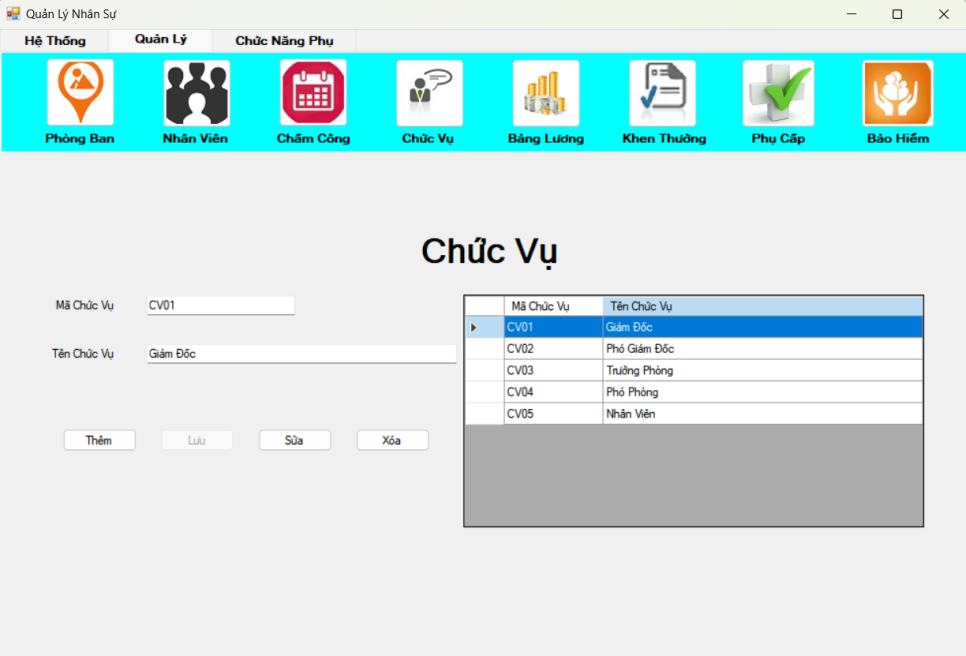 Quản Lý Nhân Sự
Hệ Thống Quản Lý Chức Năng Phụ
Phòng Ban Nhân Viên Chấm Công Chức Vụ Bảng Lương Khen Thưởng Phụ Cấp Bảo Hiểm
Chức Vụ
Mã Chức Vụ CV01
Tên Chức Vụ Giám Đốc
Thêm Lưu Sửa Xóa
Mã Chức Vụ Tên Chức Vụ
CV01 Giám Đốc
CV02 Phó Giám Đốc
CV03 Trưởng Phòng
CV04 Phó Phòng
CV05 Nhân Viên